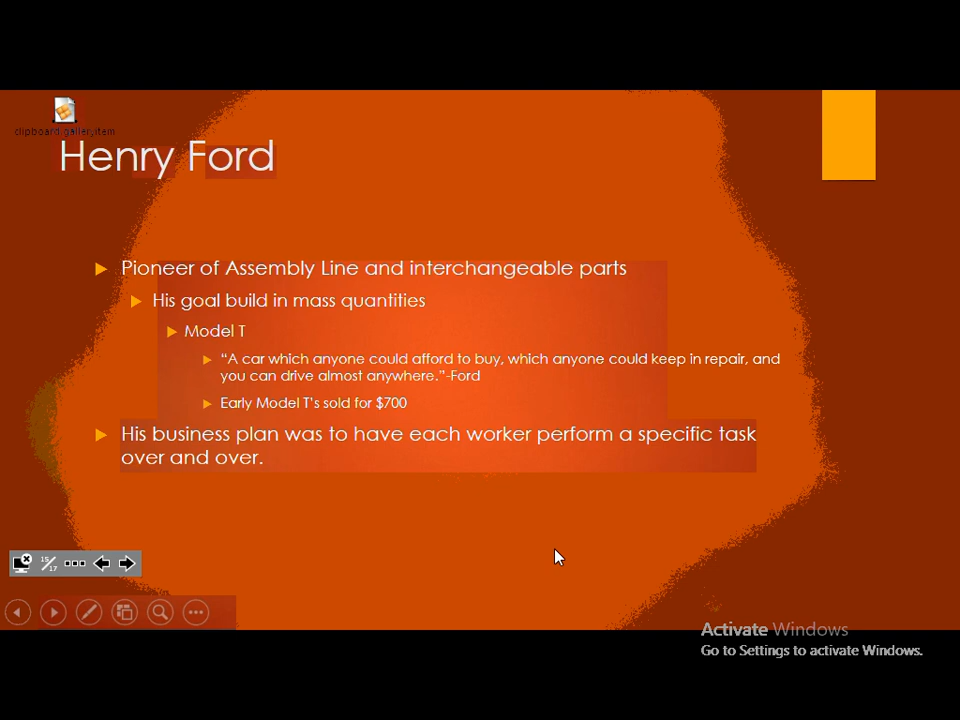 clipboard.gallery.item
Henry Ford
Pioneer of Assembly Line and interchangeable parts
His goal build in mass quantities
Model T
“A car which anyone could afford to buy, which anyone could keep in repair, and
you can drive almost anywhere.”-Ford
Early Model T’s sold for $700
His business plan was to have each worker perform a specific task
over and over.
15/17
Activate Windows
Go to Settings to activate Windows.